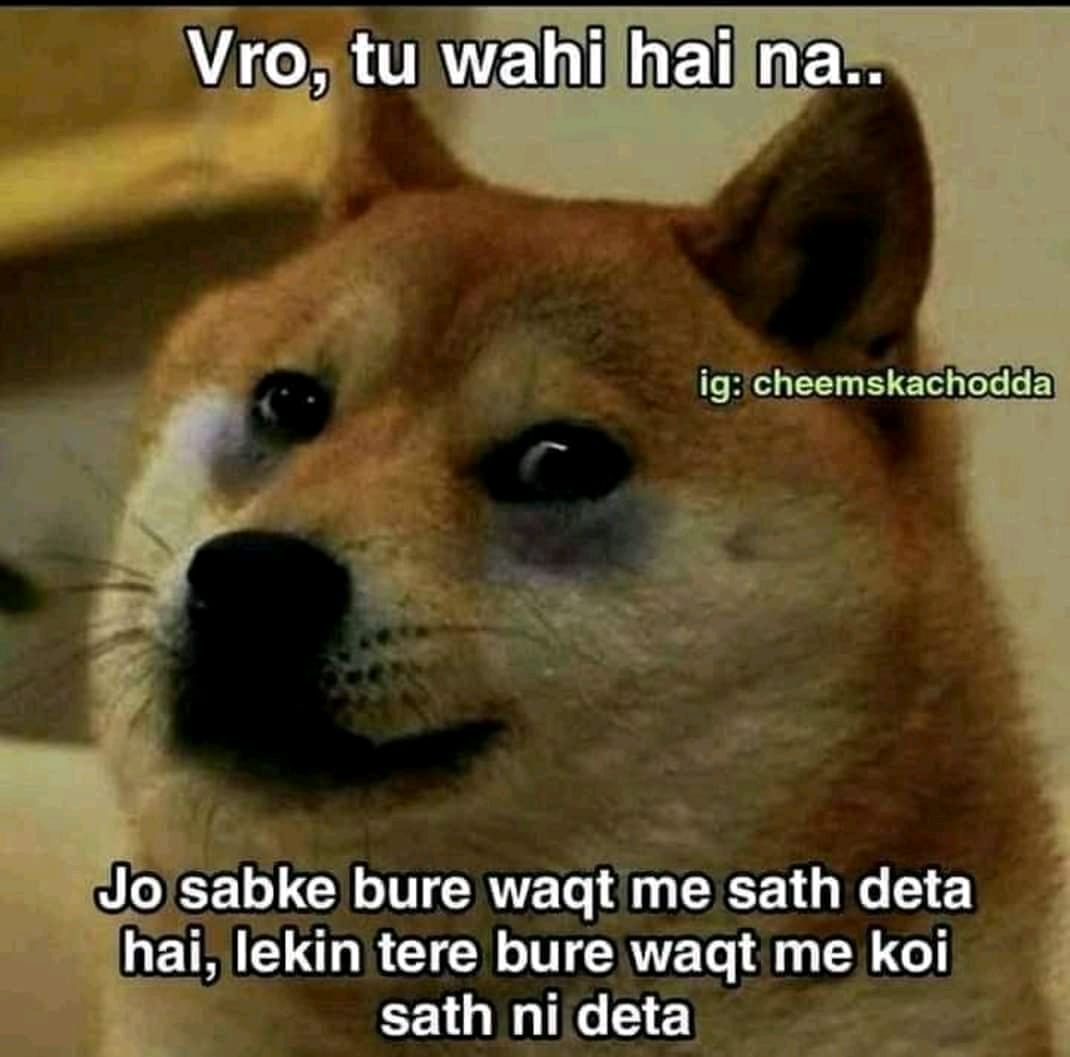 Vro, tu wahi hai na..
ig: cheemskachodda
Jo sabke bure waqt me sath deta
hai, lekin tere bure waqt me koi
sath ni deta